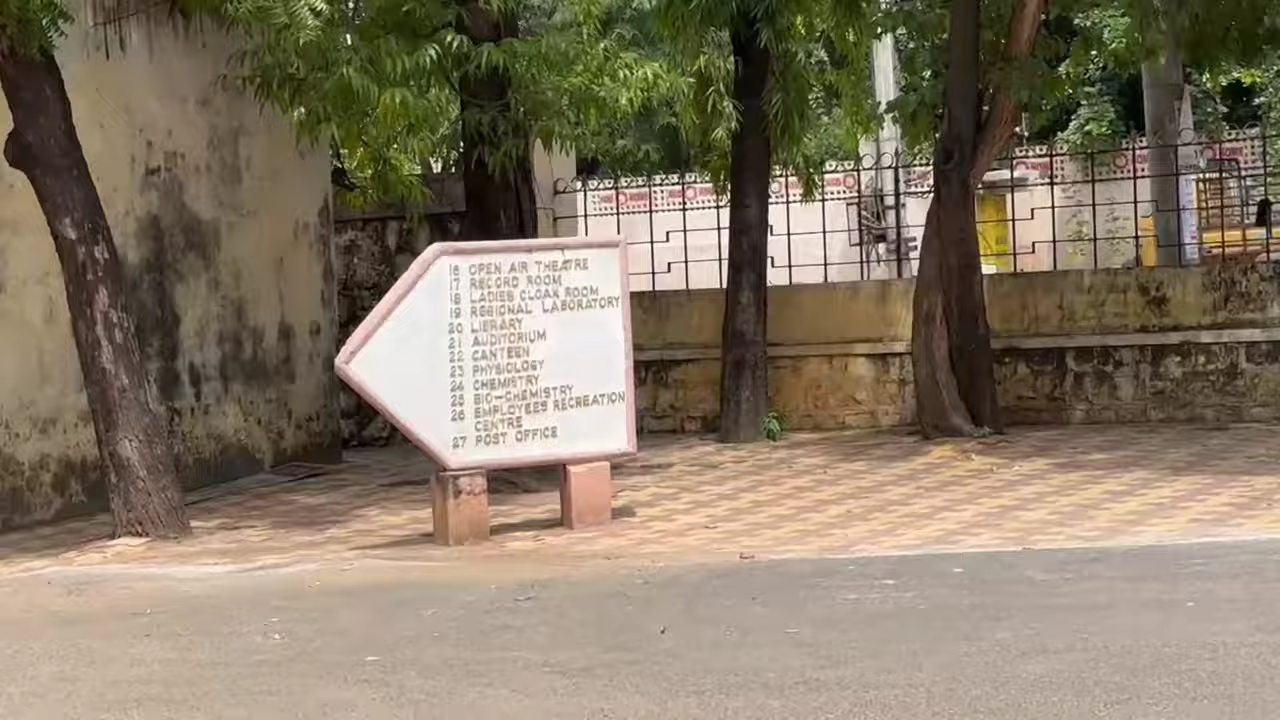 16 OPEN AIR THEATRE
17 RECORD ROOM
18 LADIES CLOAK ROOM
19 REGIONAL LABORATORY
20 LIBRARY
21 AUDITORIUM
22 CANTEEN
23 PHYSIOLOGY
24 CHEMISTRY
25 BIO-CHEMISTRY
26 EMPLOYEES RECREATION
CENTRE
27 POST OFFICE